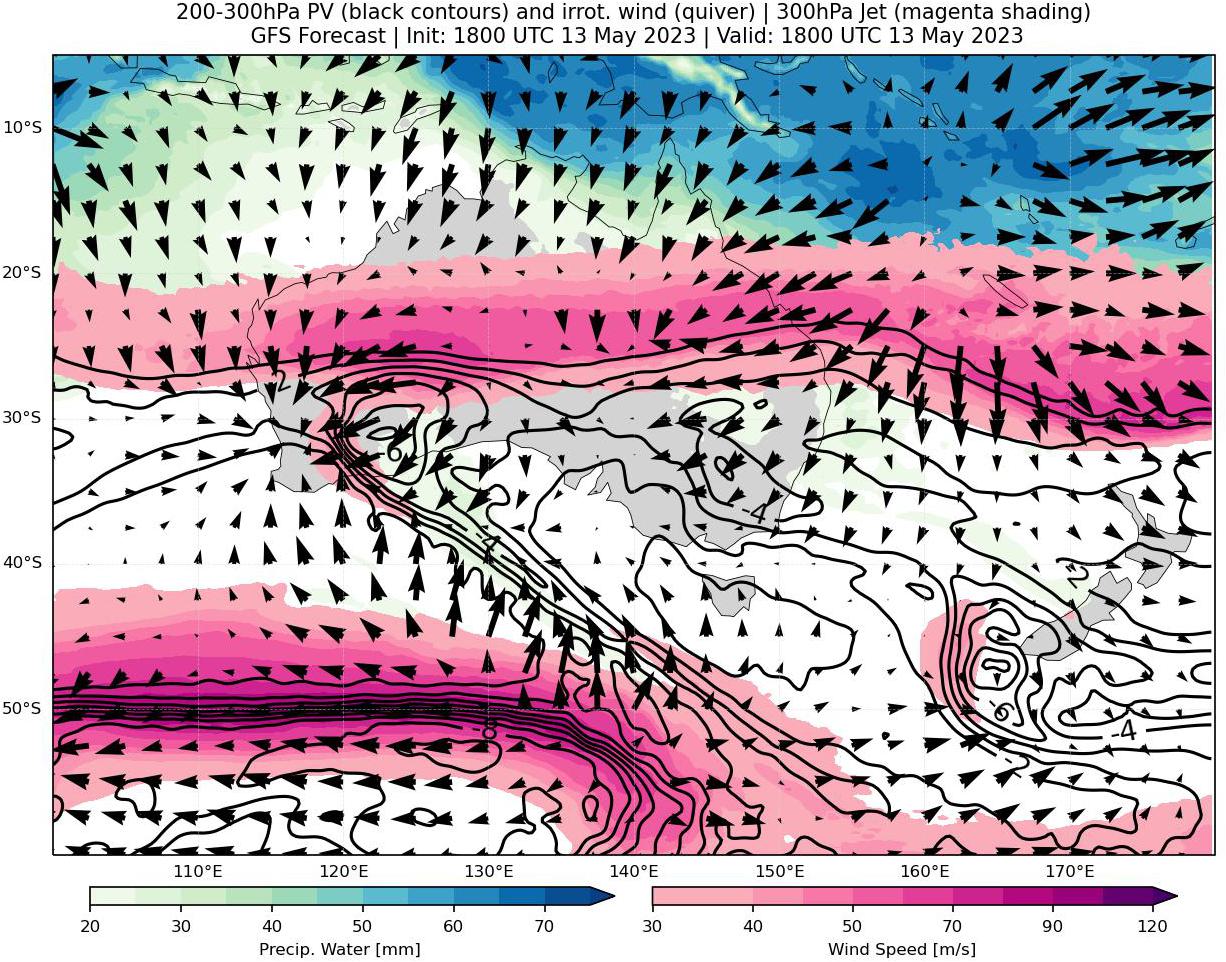 200-300hPa PV (black contours) and irrot. wind (quiver) | 300hPa Jet (magenta shading)
GFS Forecast | Init: 1800 UTC 13 May 2023 | Valid: 1800 UTC 13 May 2023
10°S
20°S
-2
30°S
-6
-4
-4
40°S
-2
50°S
-6
-8
-4
110°E 120°E 130°E 140°E 150°E 160°E 170°E
20 30 40 50 60 70
30 40 50 70 90 120
Precip. Water [mm]
Wind Speed [m/s]